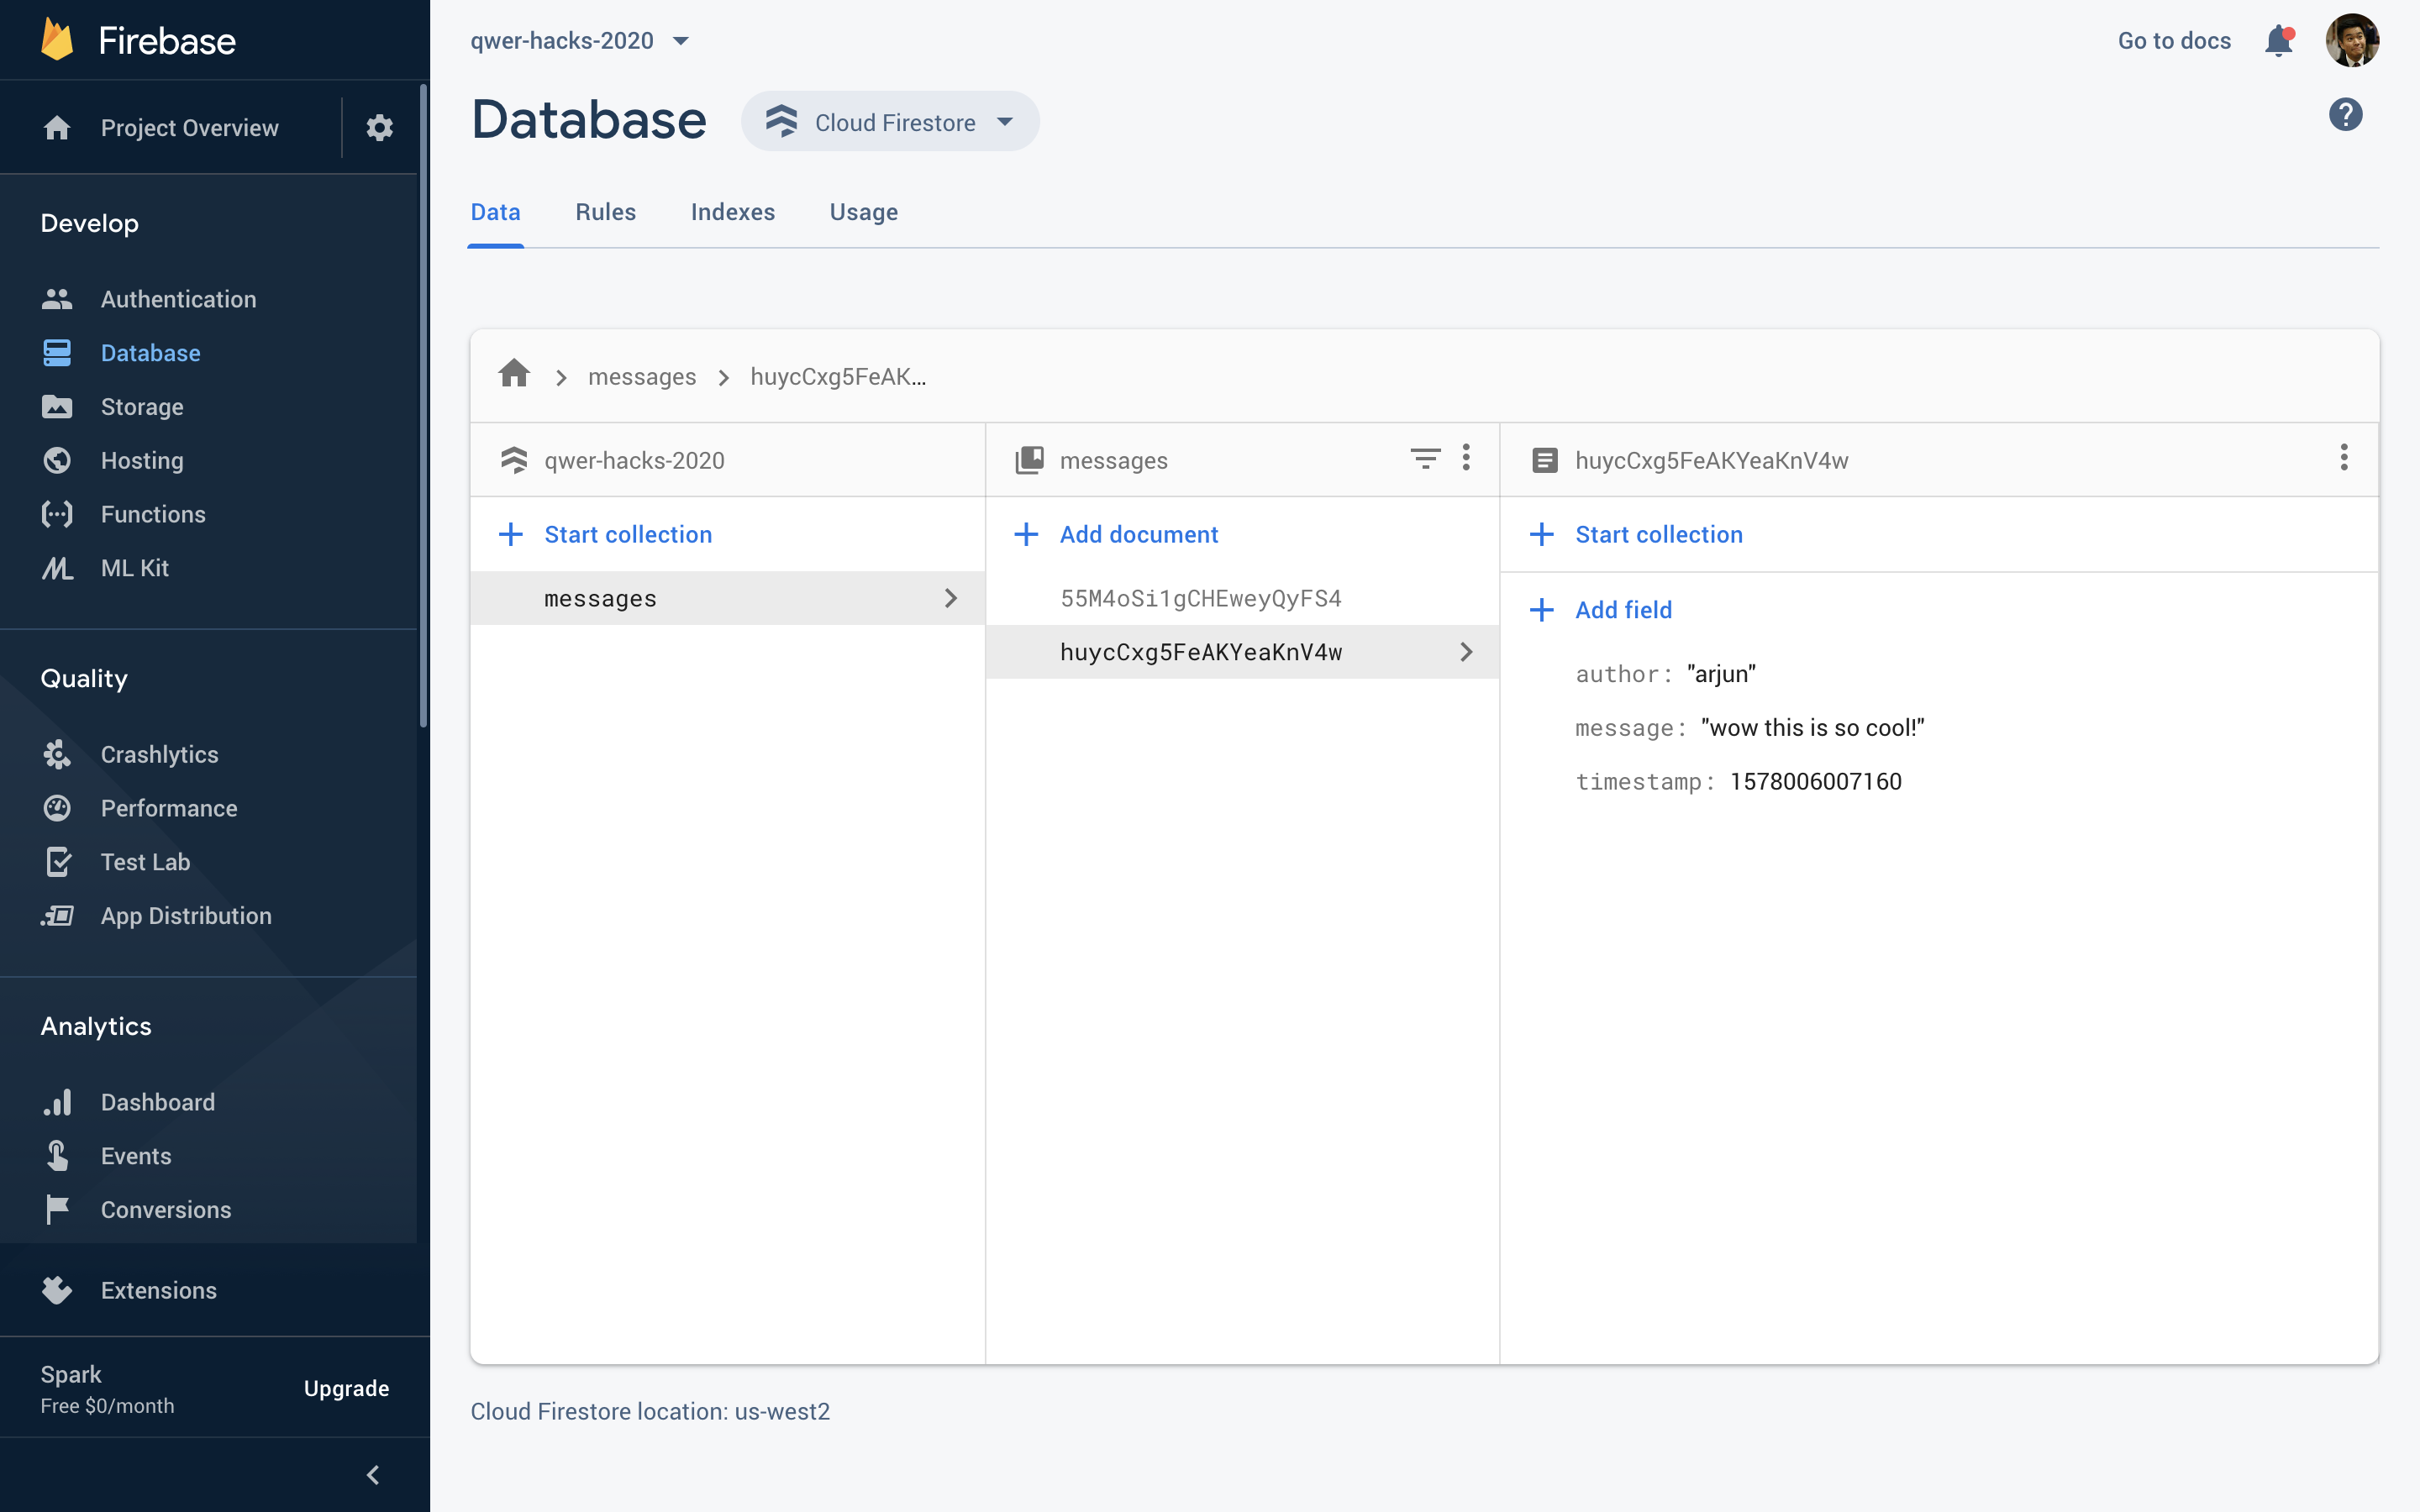 Firebase
Project Overview
Develop
Authentication
Database
Storage
Hosting
Functions
ML Kit
Quality
Crashlytics
Performance
Test Lab
App Distribution
Analytics
Dashboard
Events
Conversions
Extensions
Spark
Free $0/month
Upgrade
qwer-hacks-2020
Go to docs
Database
Cloud Firestore
Data Rules Indexes Usage
messages huycCxg5FeAK...
qwer-hacks-2020
Start collection
messages
messages
Add document
55M4oSi1gCHEweyQyFS4
huycCxg5FeAKYeaKnV4w
huycCxg5FeAKYeaKnV4w
Start collection
Add field
author: "arjun"
message: "wow this is so cool!"
timestamp: 1578006007160
Cloud Firestore location: us-west2